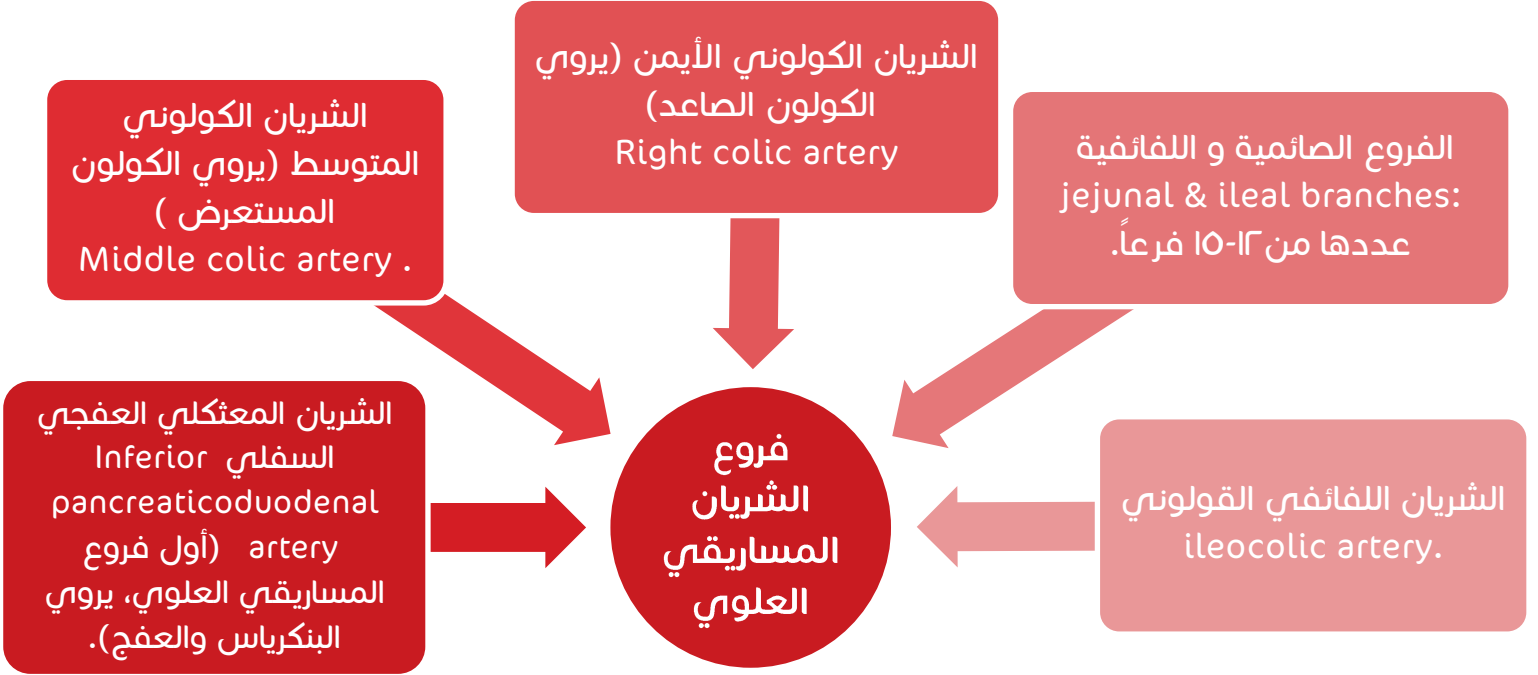 الشريان الكولوني الأيمن (يروي
الكولون الصاعد)
Right colic artery
الفروع الصائمية و اللفائفية
jejunal & ileal branches:
عددها من ١٢-١٥ فرعاً.
الشريان الكولوني
المتوسط (يروي الكولون
المستعرض )
Middle colic artery .
الشريان اللفائفي القولوني
ileocolic artery.
الشريان المعثكلي العفجي
السفلي Inferior
pancreaticoduodenal
artery (أول فروع
المساريقي العلوي، يروي
البنكرياس والعفج).
فروع
الشريان
المساريقي
العلوي